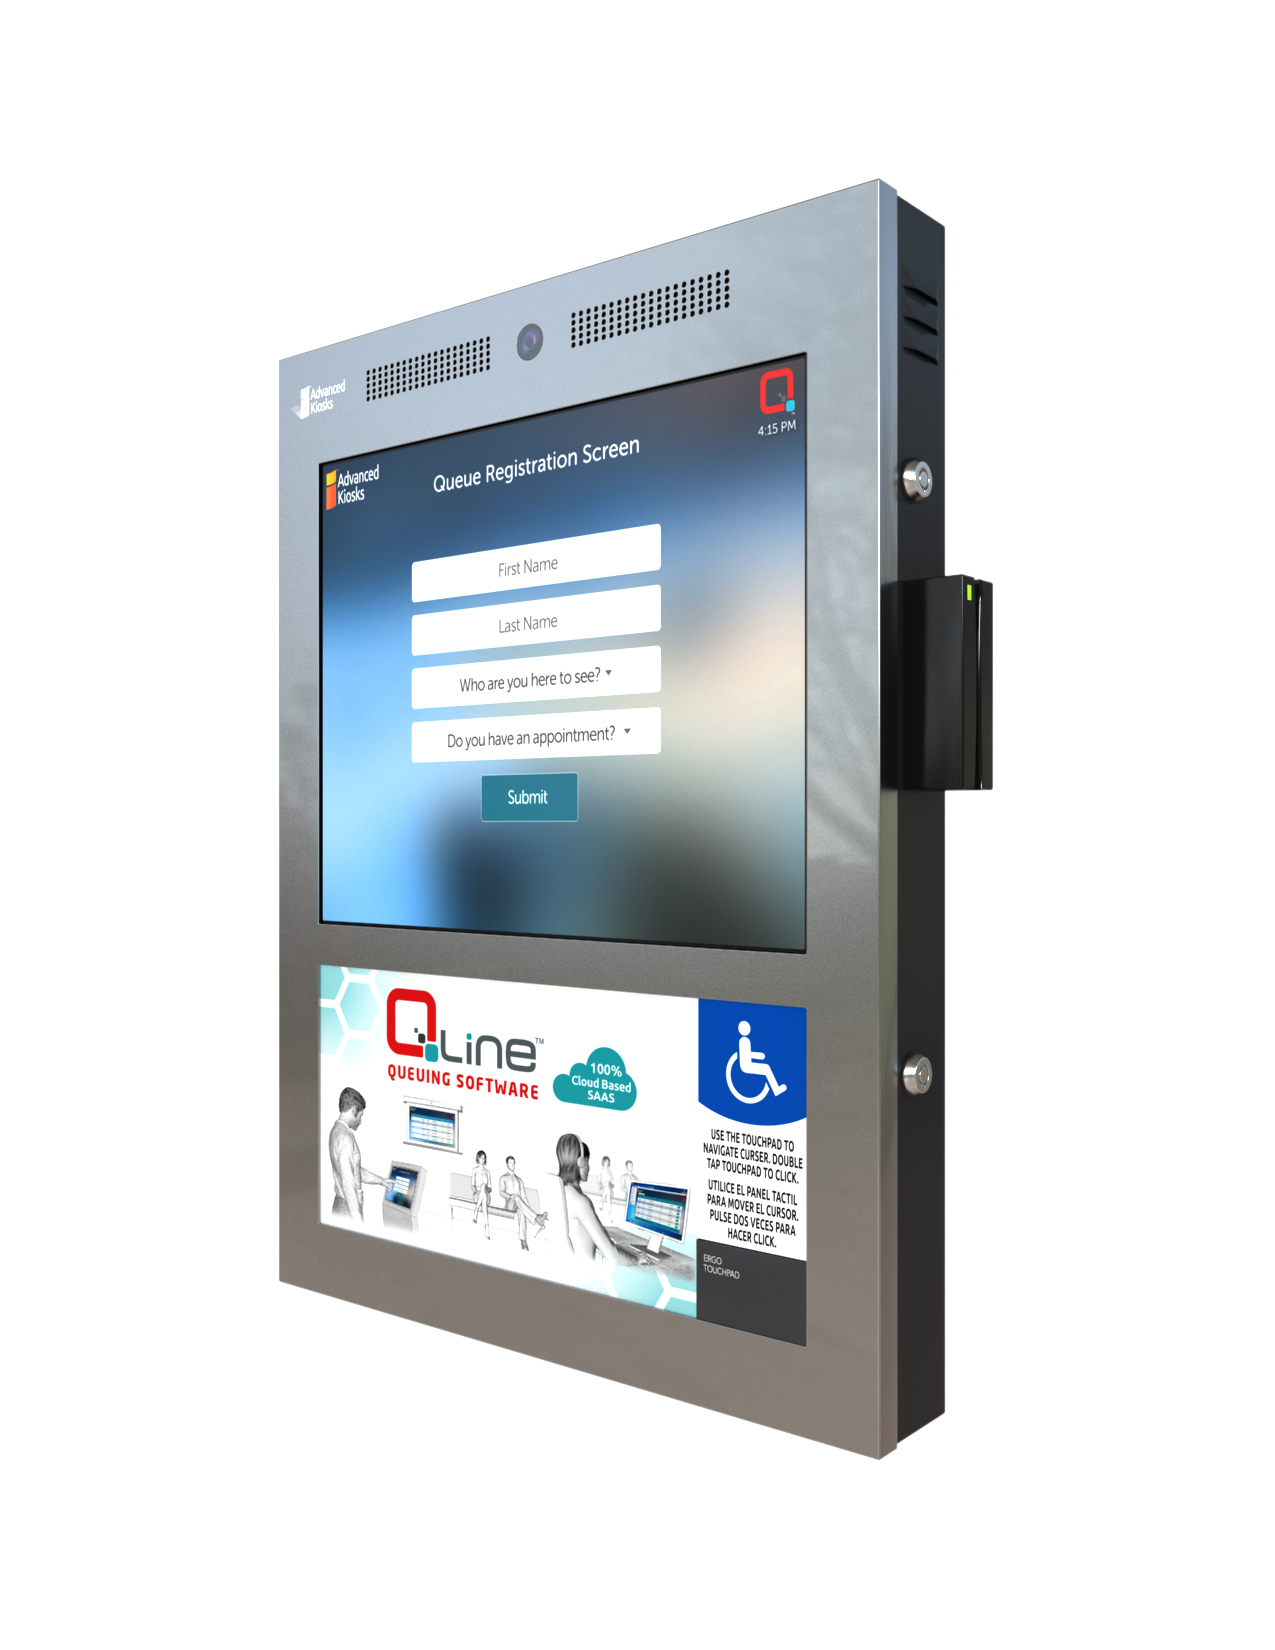 Advanced
Kiosks
4:15 PM
Advanced
Kiosks
Queue Registration Screen
First Name
Last Name
Who are you here to see?
Do you have an appointment?
Submit
QLine™
QUEUING SOFTWARE
100%
Cloud Based
SAAS
USE THE TOUCHPAD TO
NAVIGATE CURSER. DOUBLE
TAP TOUCHPAD TO CLICK.
UTILICE EL PANEL TACTIL
PARA MOVER EL CURSOR.
PULSE DOS VECES PARA
HACER CLICK.
ERGO
TOUCHPAD